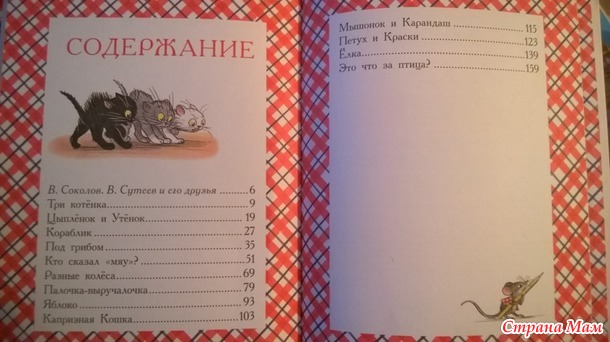 СОДЕРЖАНИЕ
В. Соколов. В. Сутеев и его друзья ..........6
Три котёнка..........9
Цыплёнок и Утёнок..........19
Кораблик..........27
Под грибом..........35
Кто сказал «мяу»?..........51
Разные колёса..........69
Палочка-выручалочка..........79
Яблоко..........93
Капризная Кошка..........103
Мышонок и Карандаш..........115
Петух и Краски..........123
Ёлка..........139
Это что за птица?..........159
Страна Мам